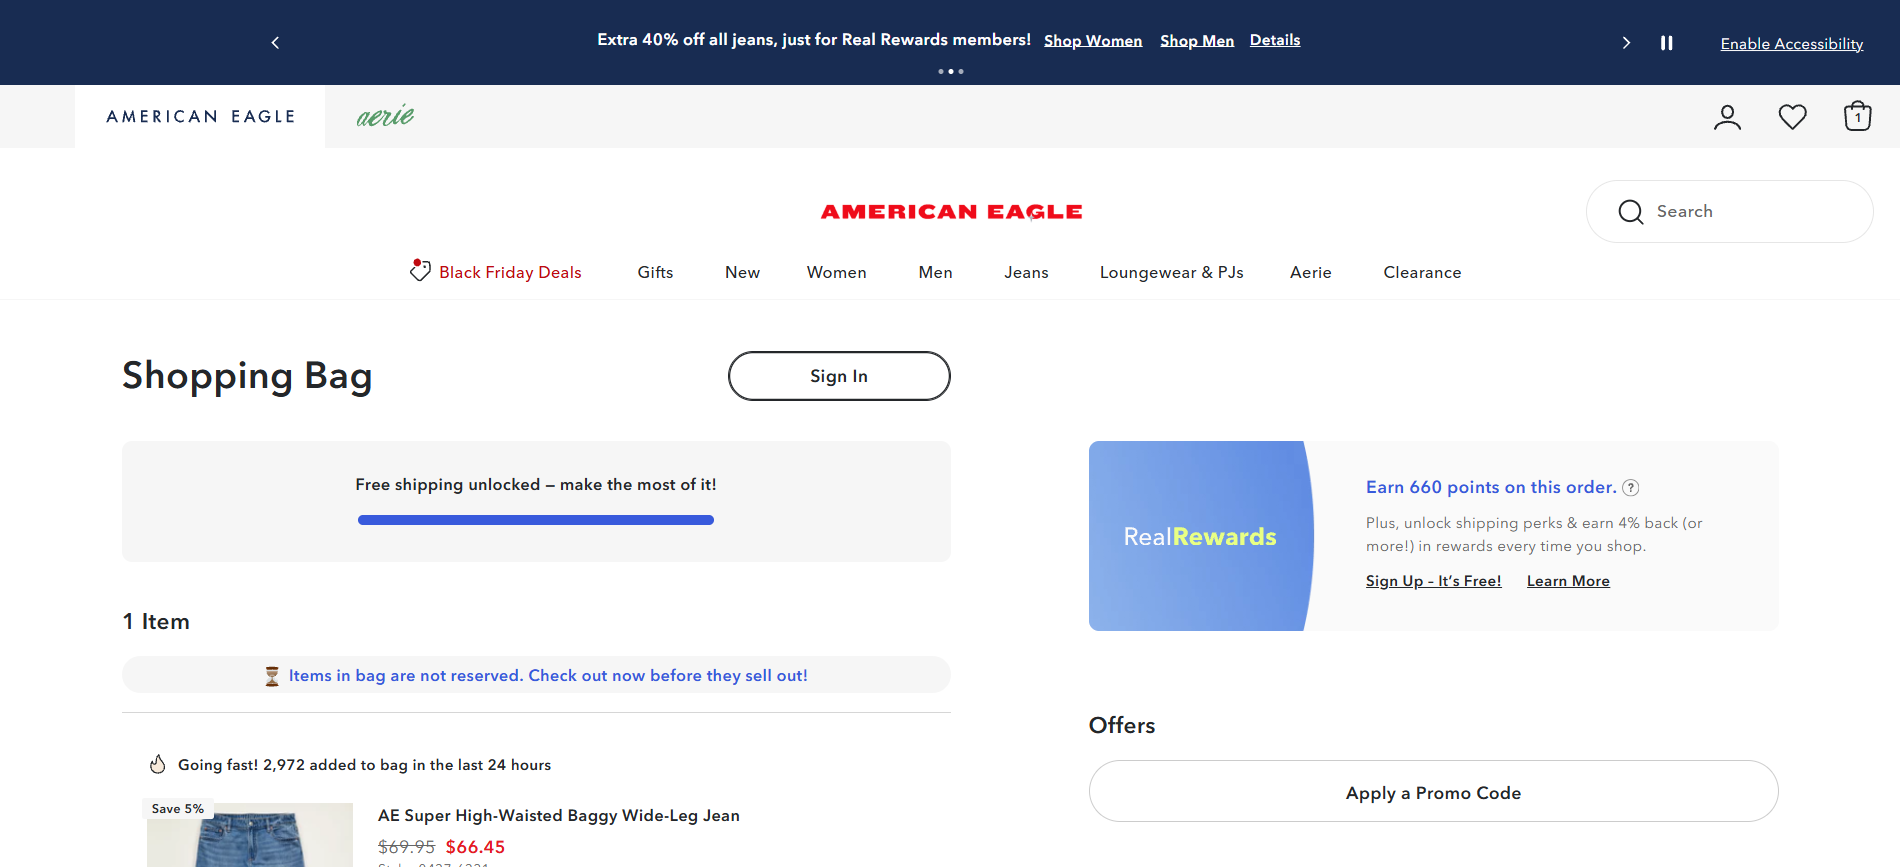 Extra 40% off all jeans, just for Real Rewards members! Shop Women Shop Men Details
Enable Accessibility
AMERICAN EAGLE
aerie
1
AMERICAN EAGLE
Search
Black Friday Deals
Gifts
New
Women
Men
Jeans
Loungewear & PJs
Aerie
Clearance
Shopping Bag
Sign In
Free shipping unlocked – make the most of it!
RealRewards
Earn 660 points on this order. ?
Plus, unlock shipping perks & earn 4% back (or
more!) in rewards every time you shop.
Sign Up – It's Free! Learn More
1 Item
Items in bag are not reserved. Check out now before they sell out!
Offers
Apply a Promo Code
Going fast! 2,972 added to bag in the last 24 hours
Save 5%
AE Super High-Waisted Baggy Wide-Leg Jean
$69.95 $66.45